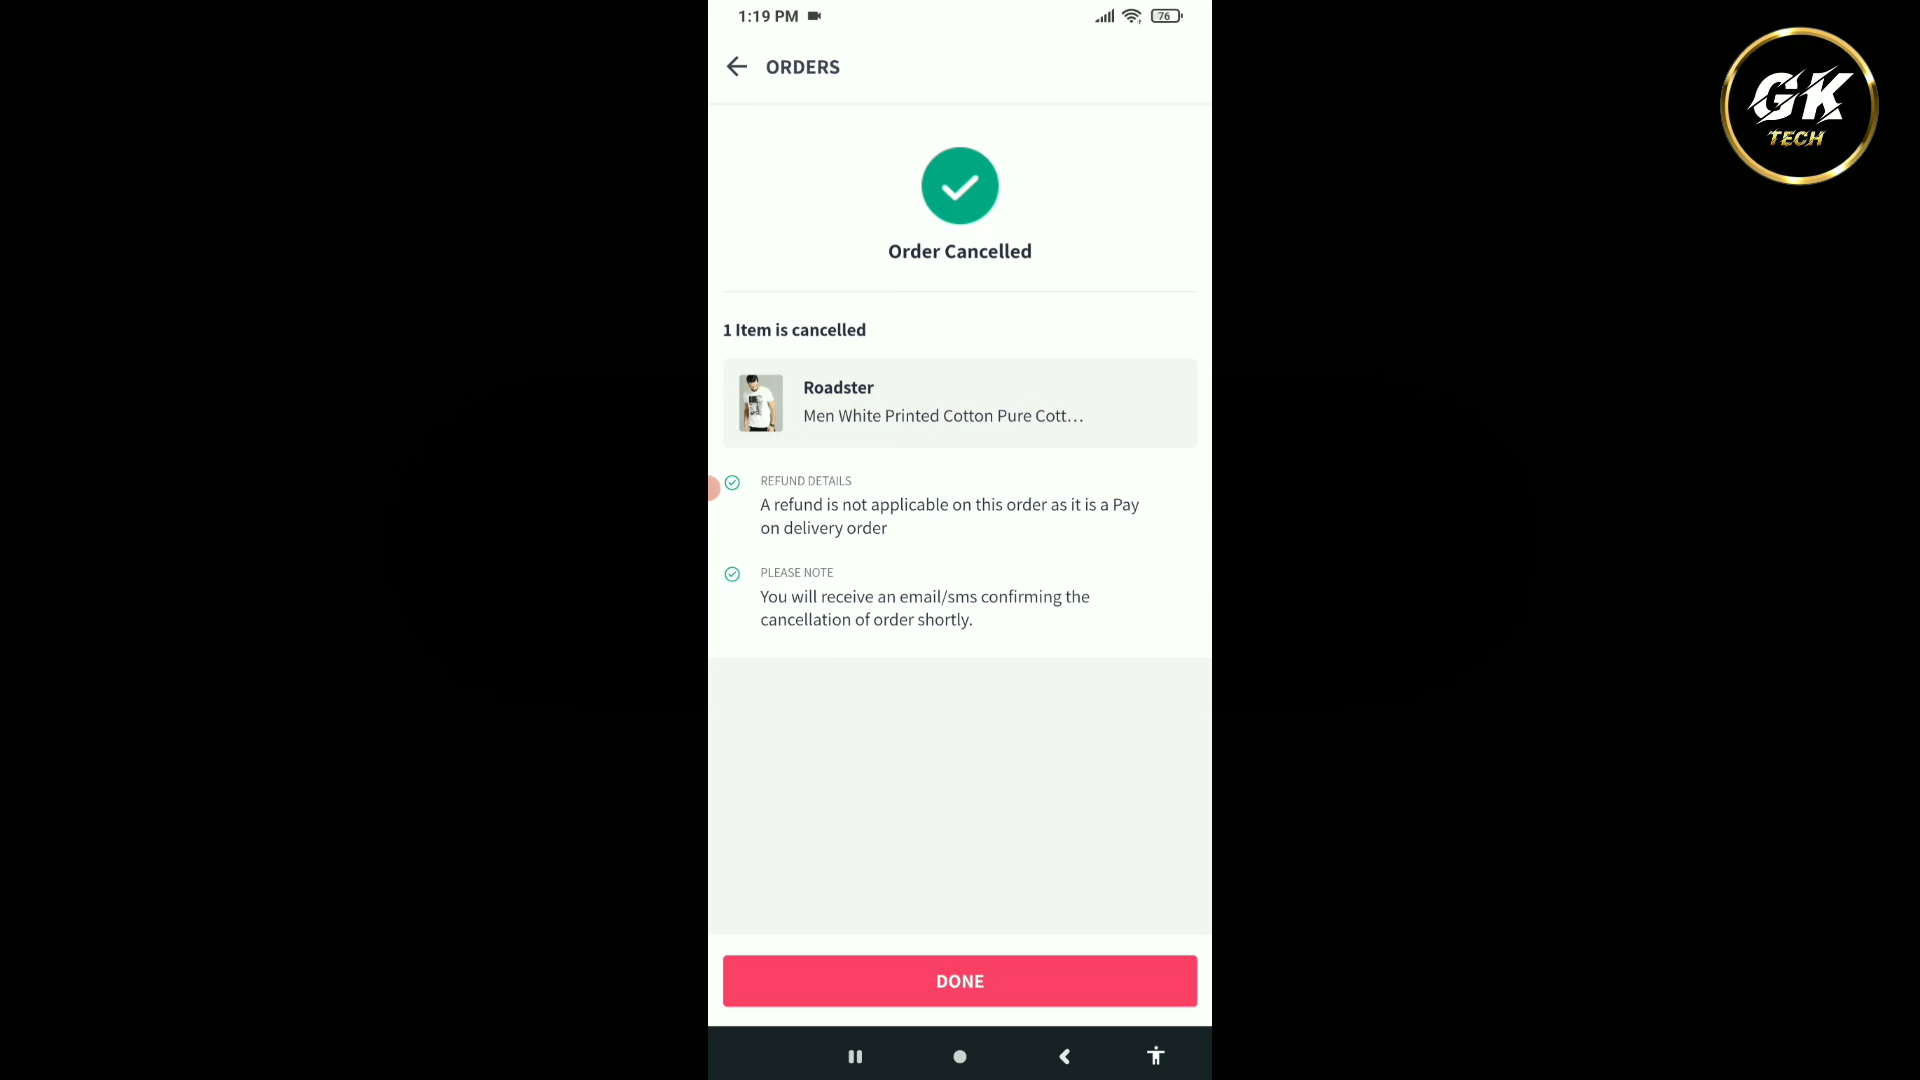 1:19 PM
76
ORDERS
GK
TECH
Order Cancelled
1 Item is cancelled
Roadster
Men White Printed Cotton Pure Cott...
REFUND DETAILS
A refund is not applicable on this order as it is a Pay
on delivery order
PLEASE NOTE
You will receive an email/sms confirming the
cancellation of order shortly.
DONE